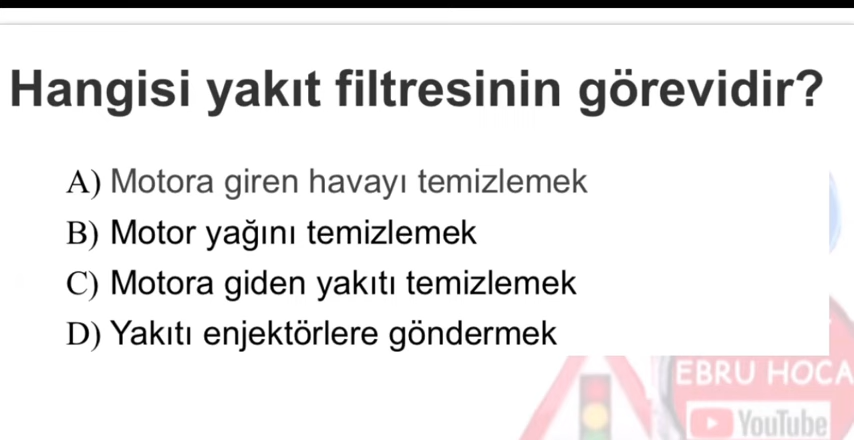 Hangisi yakıt filtresinin görevidir?
A) Motora giren havayı temizlemek
B) Motor yağını temizlemek
C) Motora giden yakıtı temizlemek
D) Yakıtı enjektörlere göndermek
EBRU HOCA
YouTube